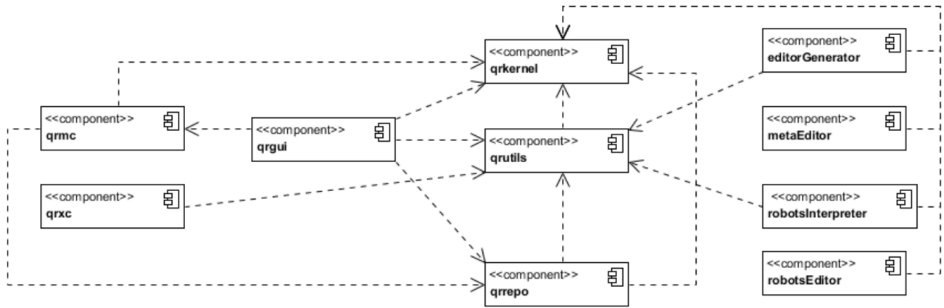 <<component>>
qrkernel
<<component>>
editorGenerator
<<component>>
qrmc
<<component>>
qrgui
<<component>>
qrutils
<<component>>
metaEditor
<<component>>
qrxc
<<component>>
robotsInterpreter
<<component>>
qrrepo
<<component>>
robotsEditor